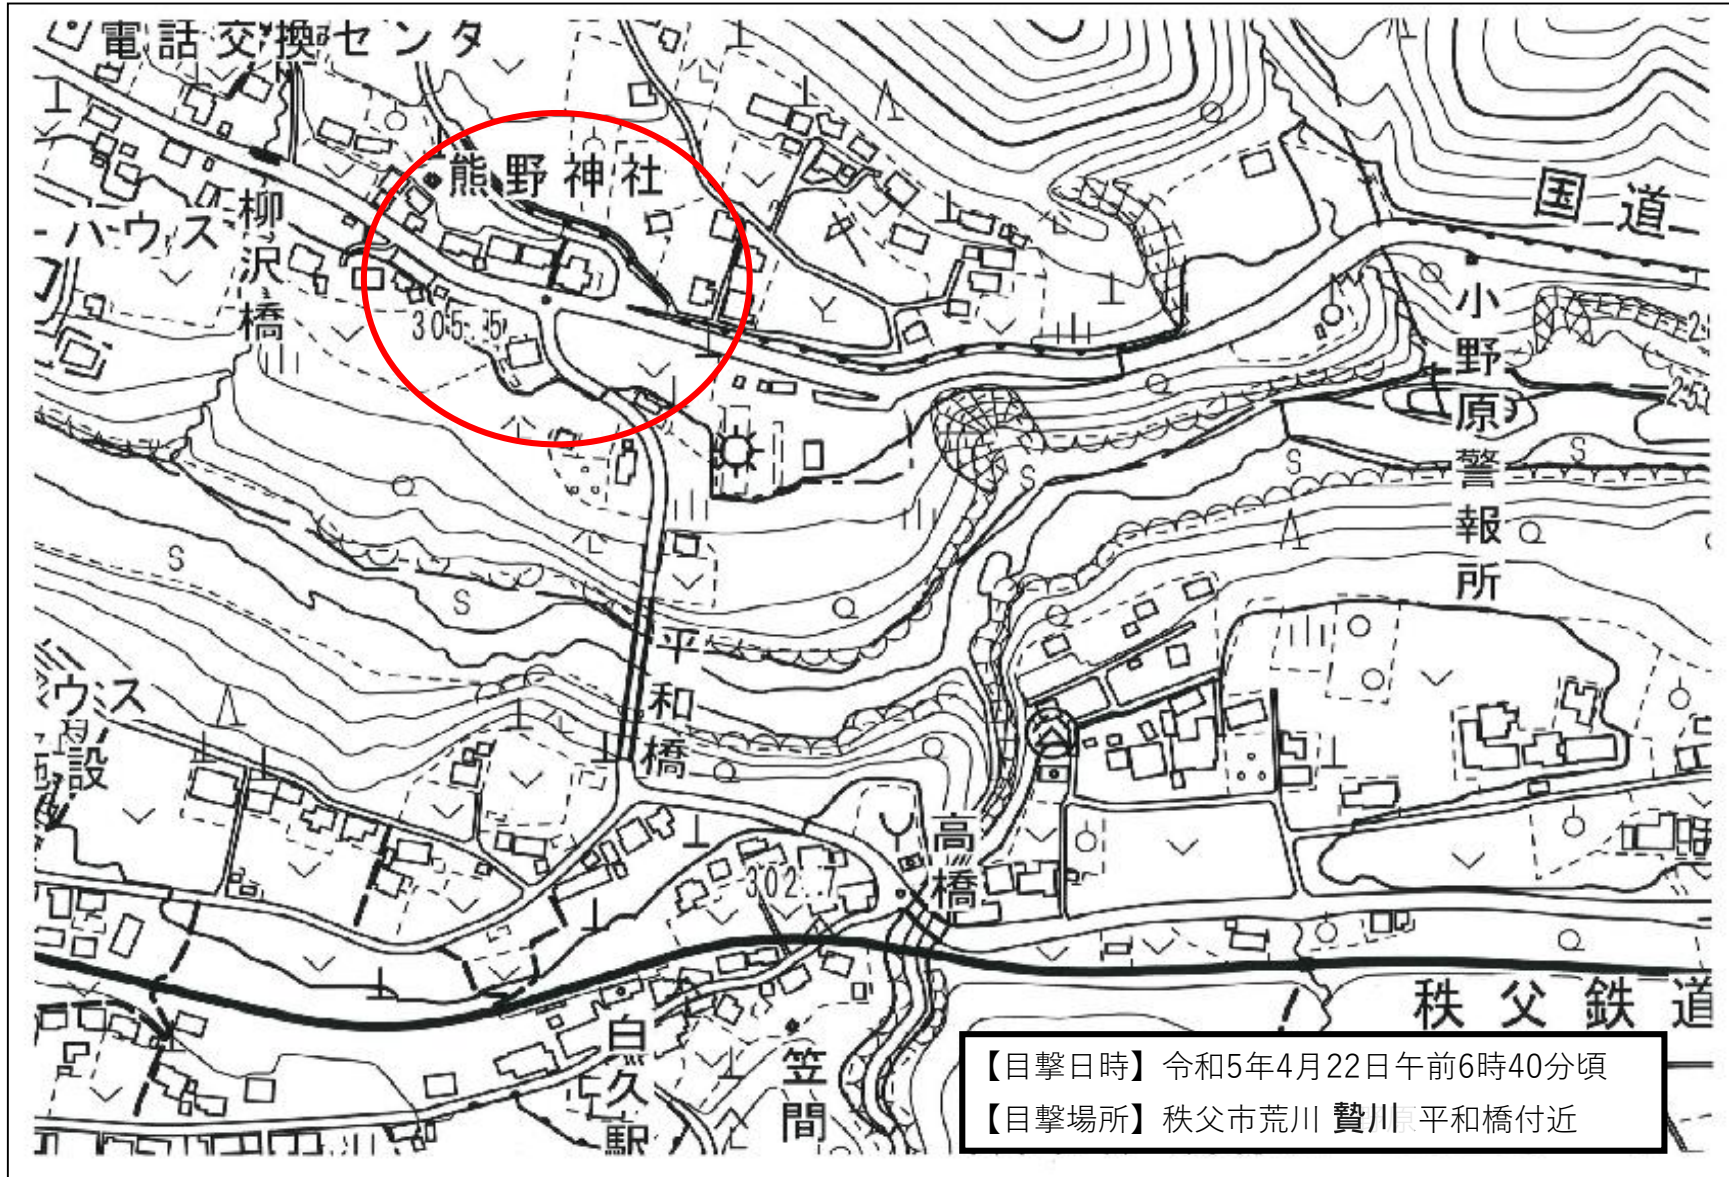 電話交換センタ
熊野神社
柳沢橋
ハウス
国道
305.5
小野原警報所
S
S
S
S
平和橋
ウス
設
高橋
302.7
秩父鉄道
白久駅
笠間
【目撃日時】令和5年4月22日午前6時40分頃
【目撃場所】秩父市荒川 贄川 平和橋付近